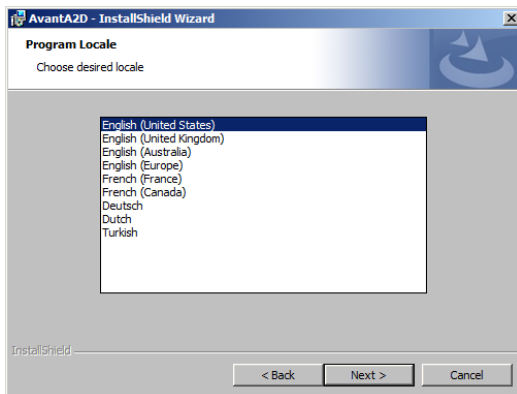 AvantA2D - InstallShield Wizard
Program Locale
Choose desired locale
English (United States)
English (United Kingdom)
English (Australia)
English (Europe)
French (France)
French (Canada)
Deutsch
Dutch
Turkish
InstallShield
< Back
Next >
Cancel